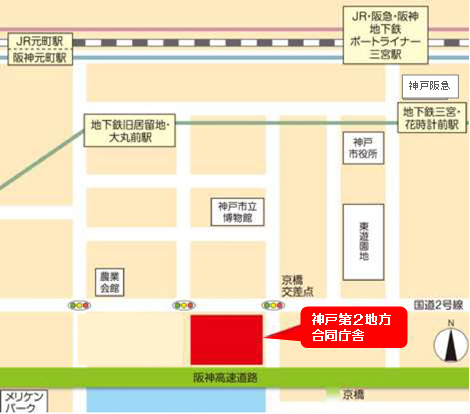 JR・阪急・阪神
地下鉄
ポートライナー
三宮駅
JR元町駅
阪神元町駅
神戸阪急
地下鉄三宮・
花時計前駅
地下鉄旧居留地・
大丸前駅
神戸
市役所
神戸市立
博物館
東遊園地
農業
会館
京橋
交差点
国道2号線
神戸第2地方
合同庁舎
N
阪神高速道路
メリケン
パーク
京橋